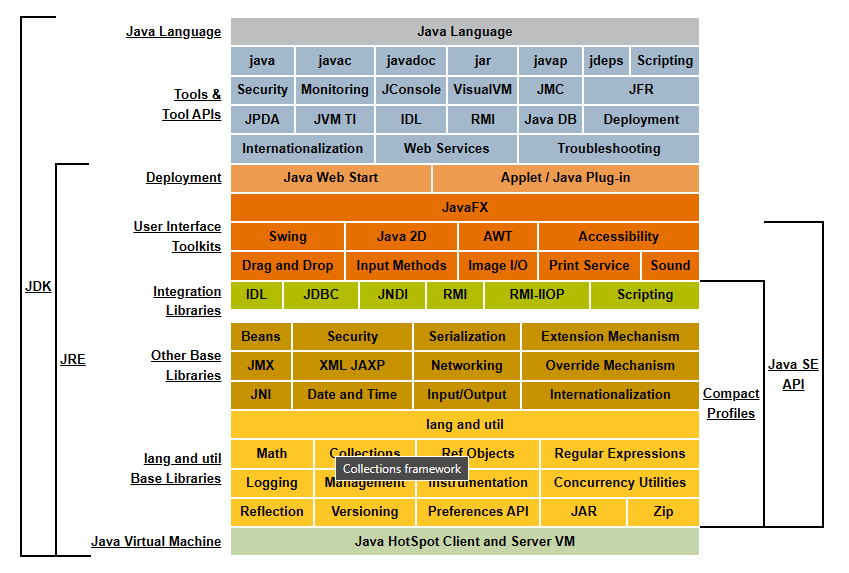 Java Language Java Language
java javac javadoc jar javap jdeps Scripting
Security Monitoring JConsole VisualVM JMC JFR
Tools &
Tool APIs
JPDA JVM TI IDL RMI Java DB Deployment
Internationalization Web Services Troubleshooting
Deployment Java Web Start Applet / Java Plug-in
JavaFX
User Interface
Toolkits
Swing Java 2D AWT Accessibility
Drag and Drop Input Methods Image I/O Print Service Sound
Integration
Libraries
IDL JDBC JNDI RMI RMI-IIOP Scripting
JDK
Beans Security Serialization Extension Mechanism
Other Base
Libraries
JMX XML JAXP Networking Override Mechanism
JRE
Java SE
API
JNI Date and Time Input/Output Internationalization
Compact
Profiles
lang and util
Math Collections Ref Objects Regular Expressions
lang and util
Base Libraries
Collections framework
Logging Management Instrumentation Concurrency Utilities
Reflection Versioning Preferences API JAR Zip
Java Virtual Machine Java HotSpot Client and Server VM